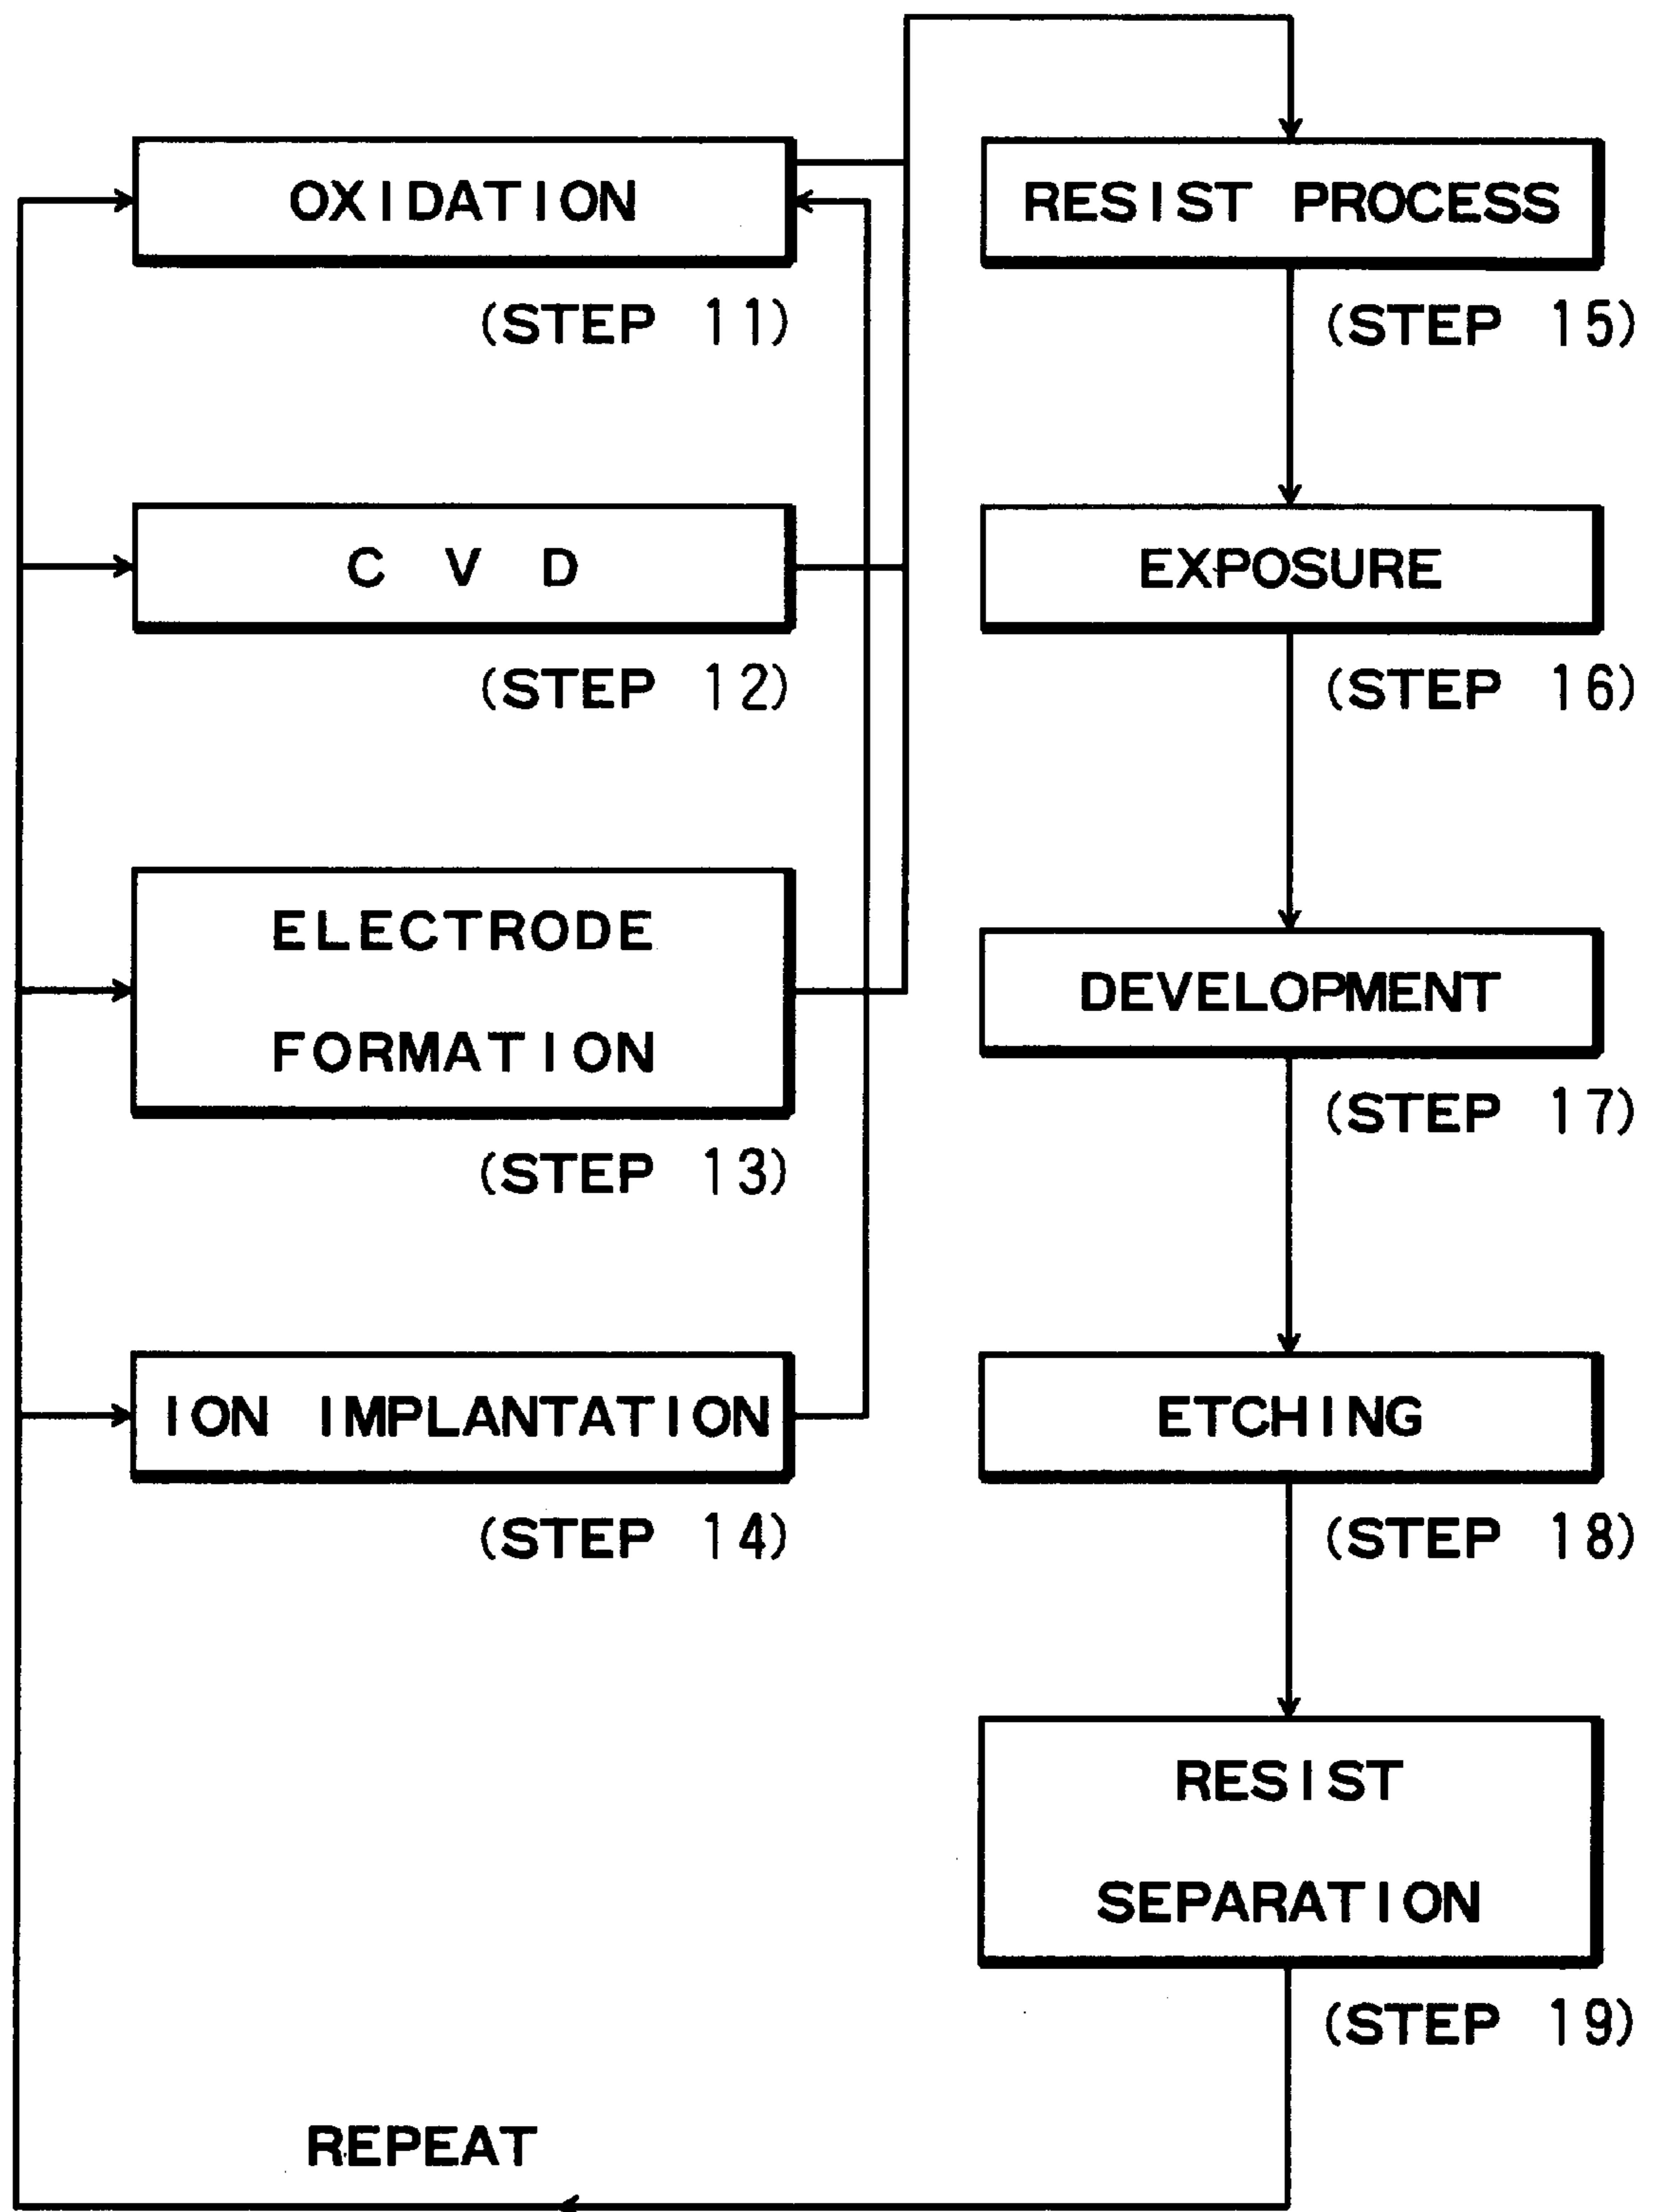 OXIDATION
(STEP 11)
C V D
(STEP 12)
ELECTRODE
FORMATION
(STEP 13)
ION IMPLANTATION
(STEP 14)
RESIST PROCESS
(STEP 15)
EXPOSURE
(STEP 16)
DEVELOPMENT
(STEP 17)
ETCHING
(STEP 18)
RESIST
SEPARATION
(STEP 19)
REPEAT